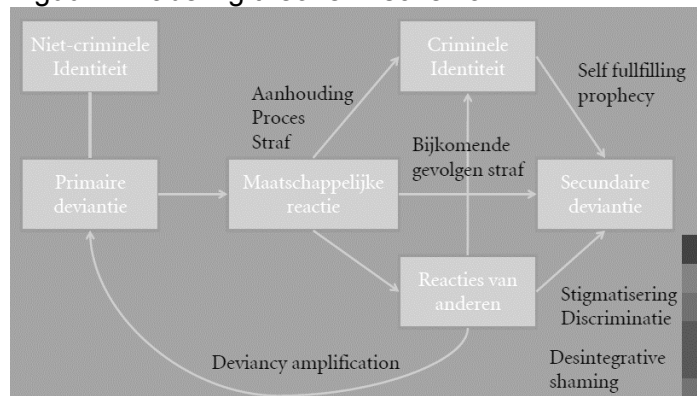 Niet-criminele
Identiteit
Criminele
Identiteit
Self fullfilling
prophecy
Aanhouding
Proces
Straf
Bijkomende
gevolgen straf
Primaire
deviantie
Maatschappelijke
reactie
Secundaire
deviantie
Reacties van
anderen
Stigmatisering
Discriminatie
Deviancy amplification
Desintegrative
shaming